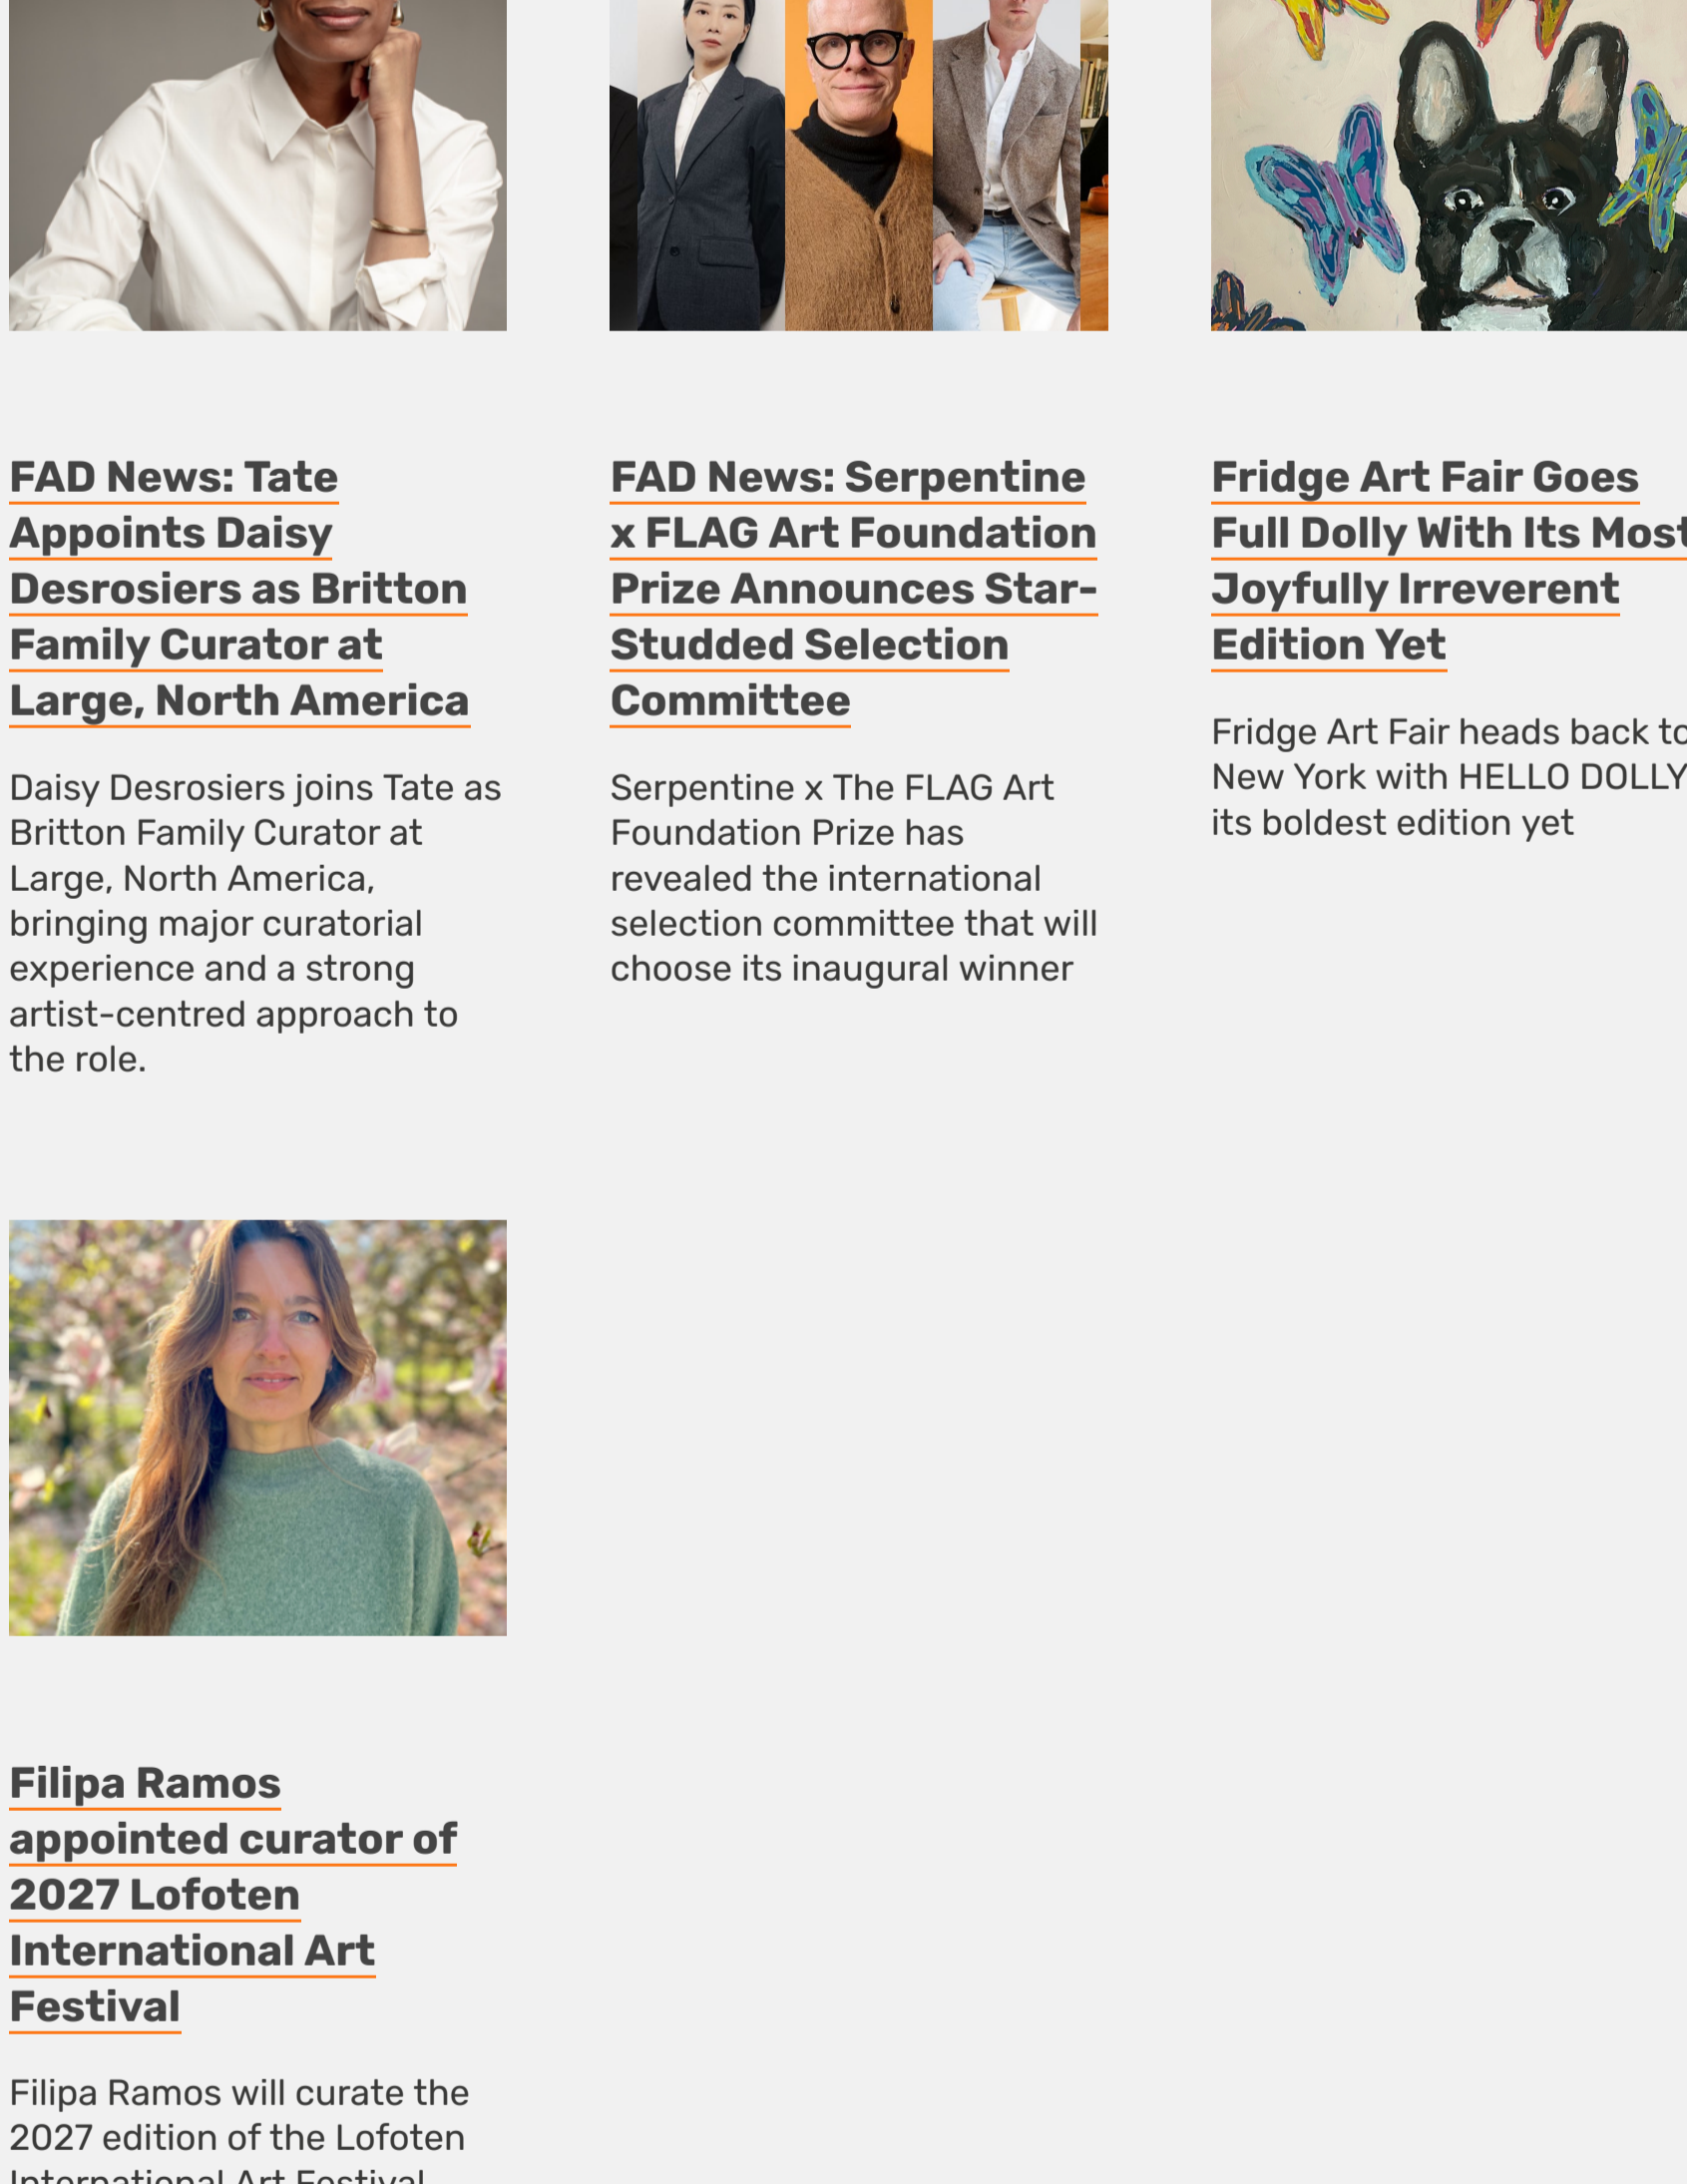 FAD News: Tate
Appoints Daisy
Desrosiers as Britton
Family Curator at
Large, North America
Daisy Desrosiers joins Tate as
Britton Family Curator at
Large, North America,
bringing major curatorial
experience and a strong
artist-centred approach to
the role.
FAD News: Serpentine
x FLAG Art Foundation
Prize Announces Star-
Studded Selection
Committee
Serpentine x The FLAG Art
Foundation Prize has
revealed the international
selection committee that will
choose its inaugural winner
Fridge Art Fair Goes
Full Dolly With Its Most
Joyfully Irreverent
Edition Yet
Fridge Art Fair heads back to
New York with HELLO DOLLY
its boldest edition yet
Filipa Ramos
appointed curator of
2027 Lofoten
International Art
Festival
Filipa Ramos will curate the
2027 edition of the Lofoten
International Art Festival